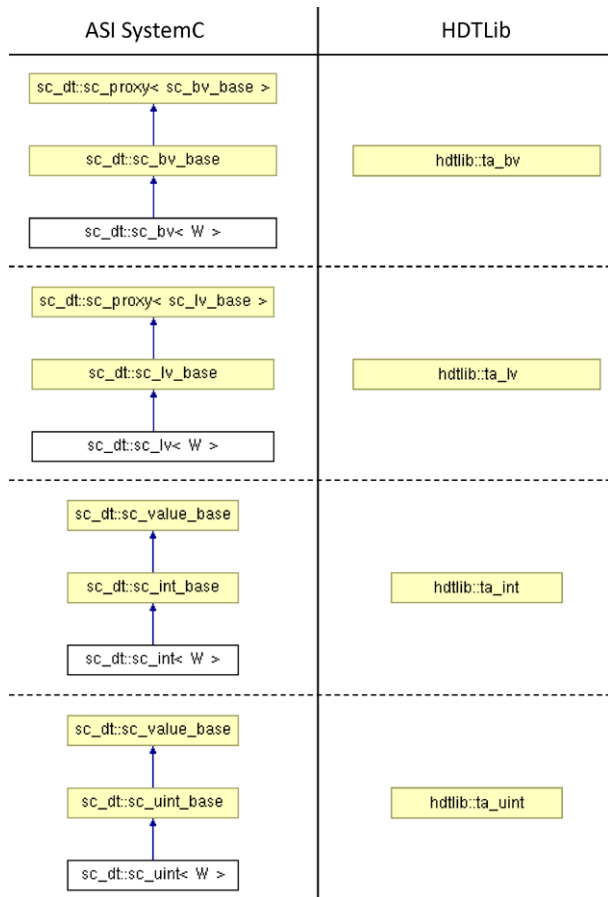 ASI SystemC HDTLib
sc_dt::sc_proxy< sc_bv_base >
sc_dt::sc_bv_base hdtlib::ta_bv
sc_dt::sc_bv< W >
sc_dt::sc_proxy< sc_lv_base >
sc_dt::sc_lv_base hdtlib::ta_lv
sc_dt::sc_lv< W >
sc_dt::sc_value_base
sc_dt::sc_int_base hdtlib::ta_int
sc_dt::sc_int< W >
sc_dt::sc_value_base
sc_dt::sc_uint_base hdtlib::ta_uint
sc_dt::sc_uint< W >